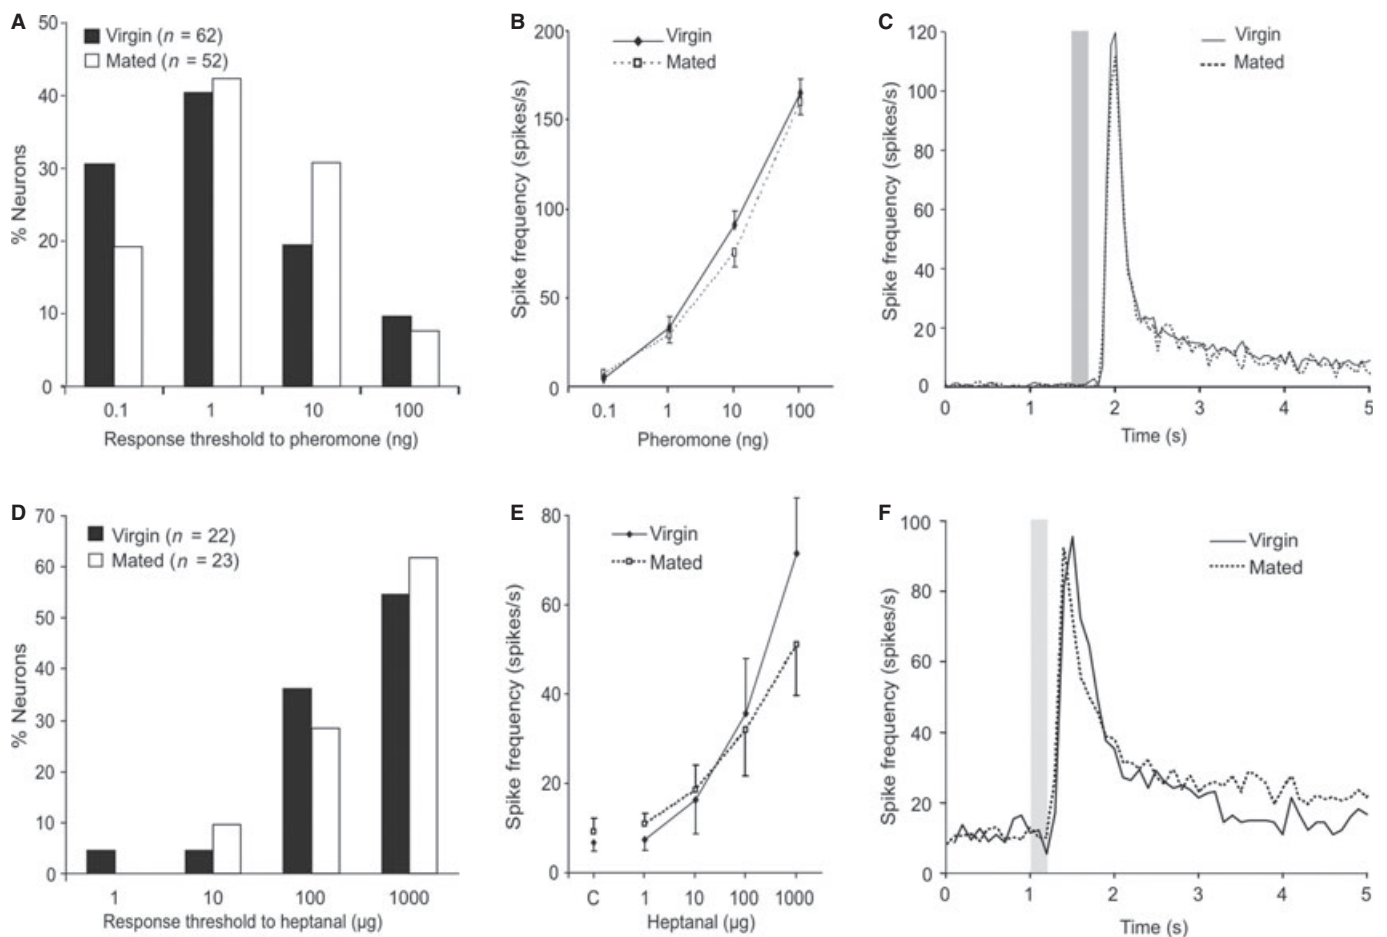 A
50
40
30
20
10
0
% Neurons
Virgin (n = 62)
Mated (n = 52)
0.1 1 10 100
Response threshold to pheromone (ng)
B
200
150
100
50
0
Spike frequency (spikes/s)
Virgin
Mated
0.1 1 10 100
Pheromone (ng)
C
120
100
80
60
40
20
0
Spike frequency (spikes/s)
Virgin
Mated
0 1 2 3 4 5
Time (s)
D
70
60
50
40
30
20
10
0
% Neurons
Virgin (n = 22)
Mated (n = 23)
1 10 100 1000
Response threshold to heptanal (µg)
E
80
60
40
20
0
Spike frequency (spikes/s)
Virgin
Mated
C 1 10 100 1000
Heptanal (µg)
F
100
80
60
40
20
0
Spike frequency (spikes/s)
Virgin
Mated
0 1 2 3 4 5
Time (s)